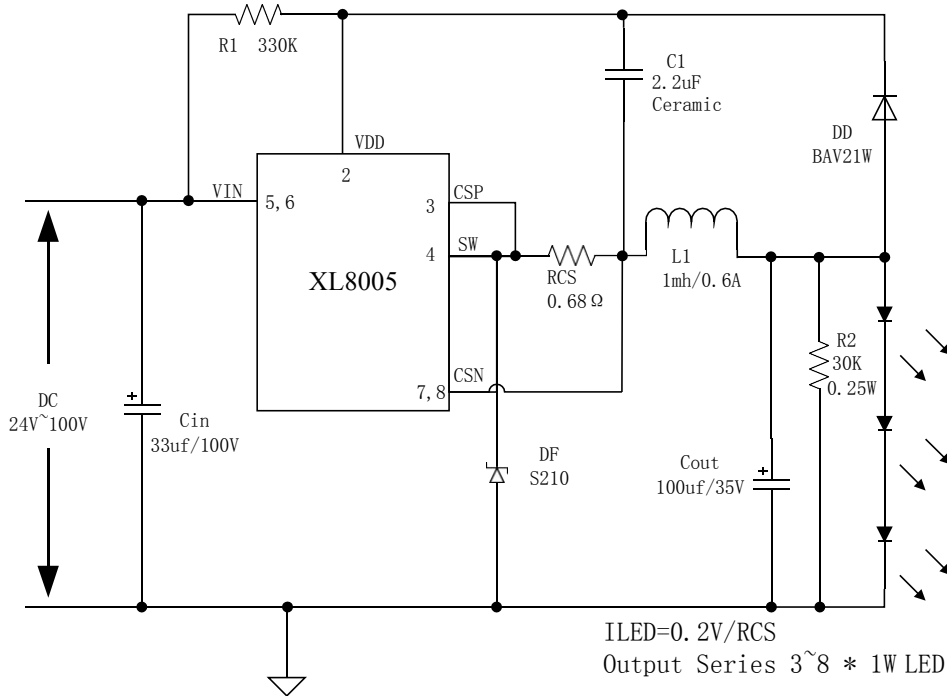 R1 330K
C1
2.2uF
Ceramic
DD
BAV21W
VDD
2
VIN
5,6
CSP
3
SW
4
XL8005
RCS
0.68Ω
L1
1mh/0.6A
CSN
7,8
R2
30K
0.25W
DC
24V~100V
Cin
33uf/100V
DF
S210
Cout
100uf/35V
ILED=0.2V/RCS
Output Series 3~8 * 1W LED